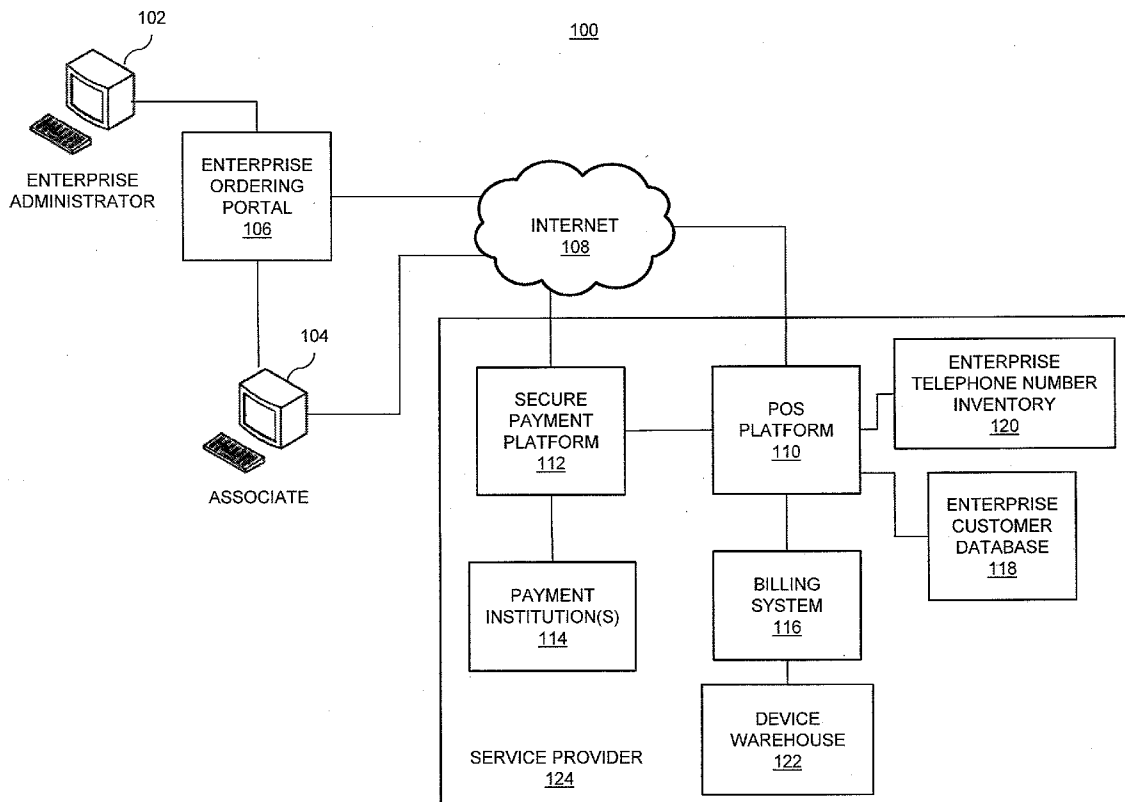 102
100
ENTERPRISE
ADMINISTRATOR
ENTERPRISE
ORDERING
PORTAL
106
INTERNET
108
104
ASSOCIATE
SECURE
PAYMENT
PLATFORM
112
POS
PLATFORM
110
ENTERPRISE
TELEPHONE NUMBER
INVENTORY
120
ENTERPRISE
CUSTOMER
DATABASE
118
PAYMENT
INSTITUTION(S)
114
BILLING
SYSTEM
116
DEVICE
WAREHOUSE
122
SERVICE PROVIDER
124